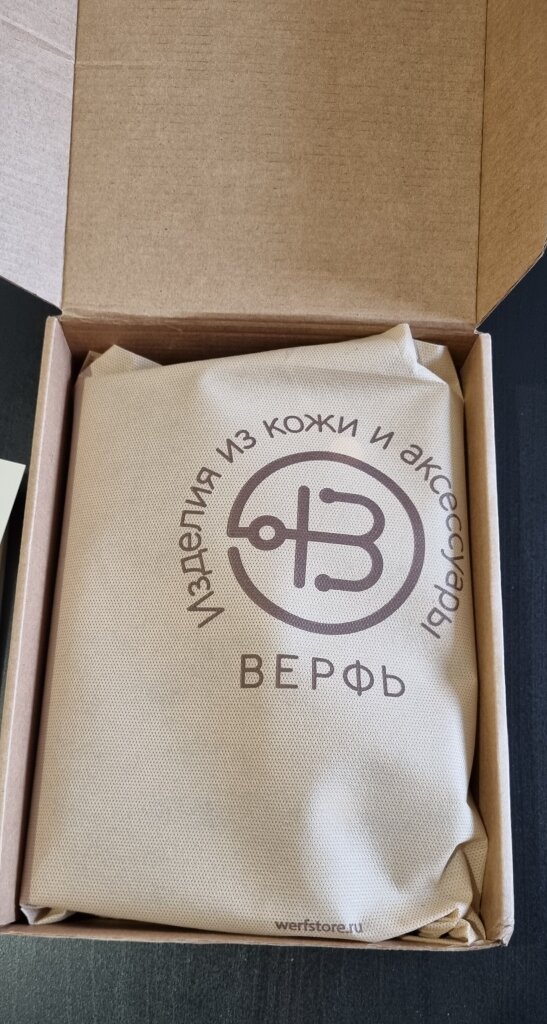 Изделия из кожи и аксессуары
ВЕРФЬ
werfstore.ru